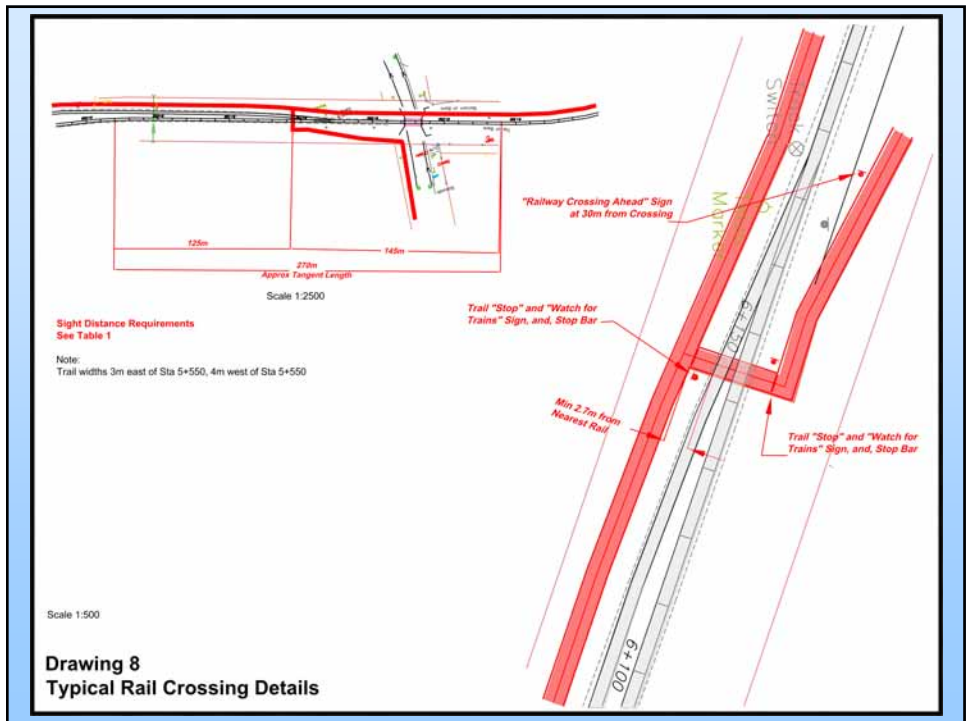 125m
145m
270m
Approx Tangent Length
Scale 1:2500
Sight Distance Requirements
See Table 1
Note:
Trail widths 3m east of Sta 5+550, 4m west of Sta 5+550
Switch
Marker
"Railway Crossing Ahead" Sign
at 30m from Crossing
Trail "Stop" and "Watch for
Trains" Sign, and, Stop Bar
6+150
Min 2.7m from
Nearest Rail
Trail "Stop" and "Watch for
Trains" Sign, and, Stop Bar
6+100
Scale 1:500
Drawing 8
Typical Rail Crossing Details